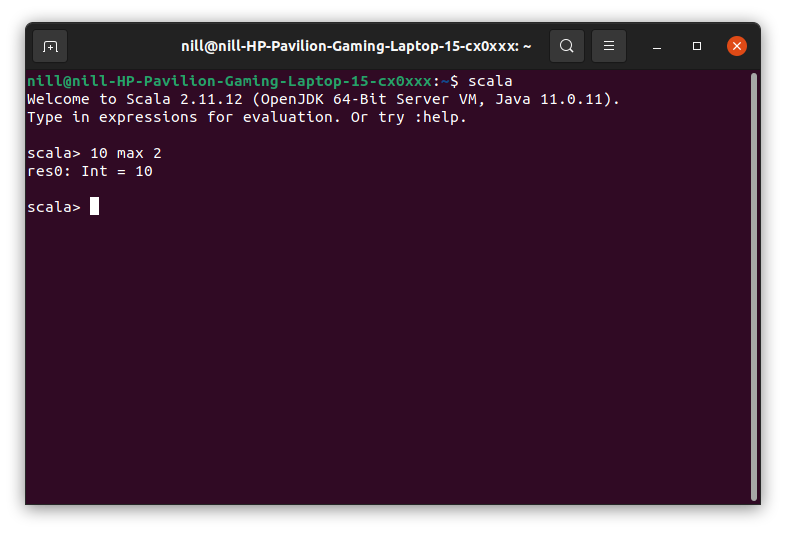 nill@nill-HP-Pavilion-Gaming-Laptop-15-cx0xxx: ~
nill@nill-HP-Pavilion-Gaming-Laptop-15-cx0xxx:~$ scala
Welcome to Scala 2.11.12 (OpenJDK 64-Bit Server VM, Java 11.0.11).
Type in expressions for evaluation. Or try :help.
scala> 10 max 2
res0: Int = 10
scala>